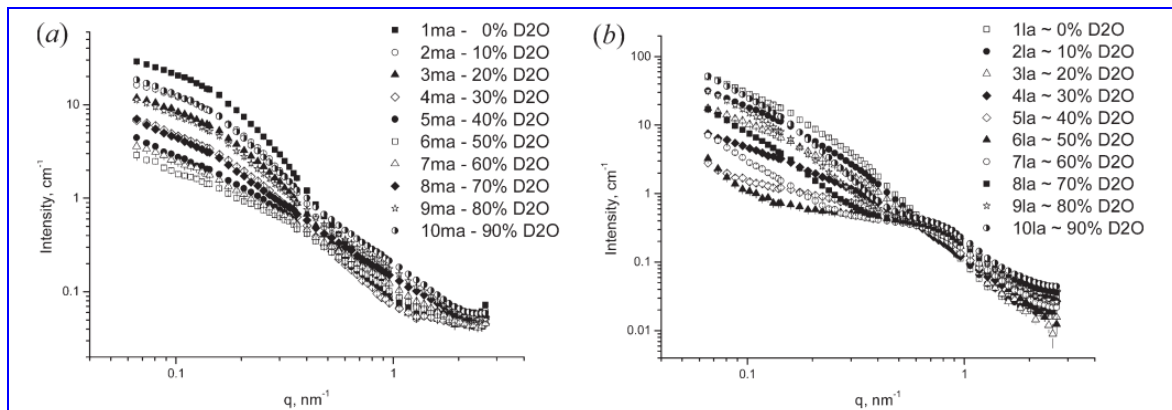 (a)
1ma - 0% D2O
2ma - 10% D2O
3ma - 20% D2O
4ma - 30% D2O
5ma - 40% D2O
6ma - 50% D2O
7ma - 60% D2O
8ma - 70% D2O
9ma - 80% D2O
10ma - 90% D2O
Intensity, cm-1
10
1
0.1
0.1
1
q, nm-1
(b)
1la ~ 0% D2O
2la ~ 10% D2O
3la ~ 20% D2O
4la ~ 30% D2O
5la ~ 40% D2O
6la ~ 50% D2O
7la ~ 60% D2O
8la ~ 70% D2O
9la ~ 80% D2O
10la ~ 90% D2O
Intensity, cm-1
100
10
1
0.1
0.01
0.1
1
q, nm-1